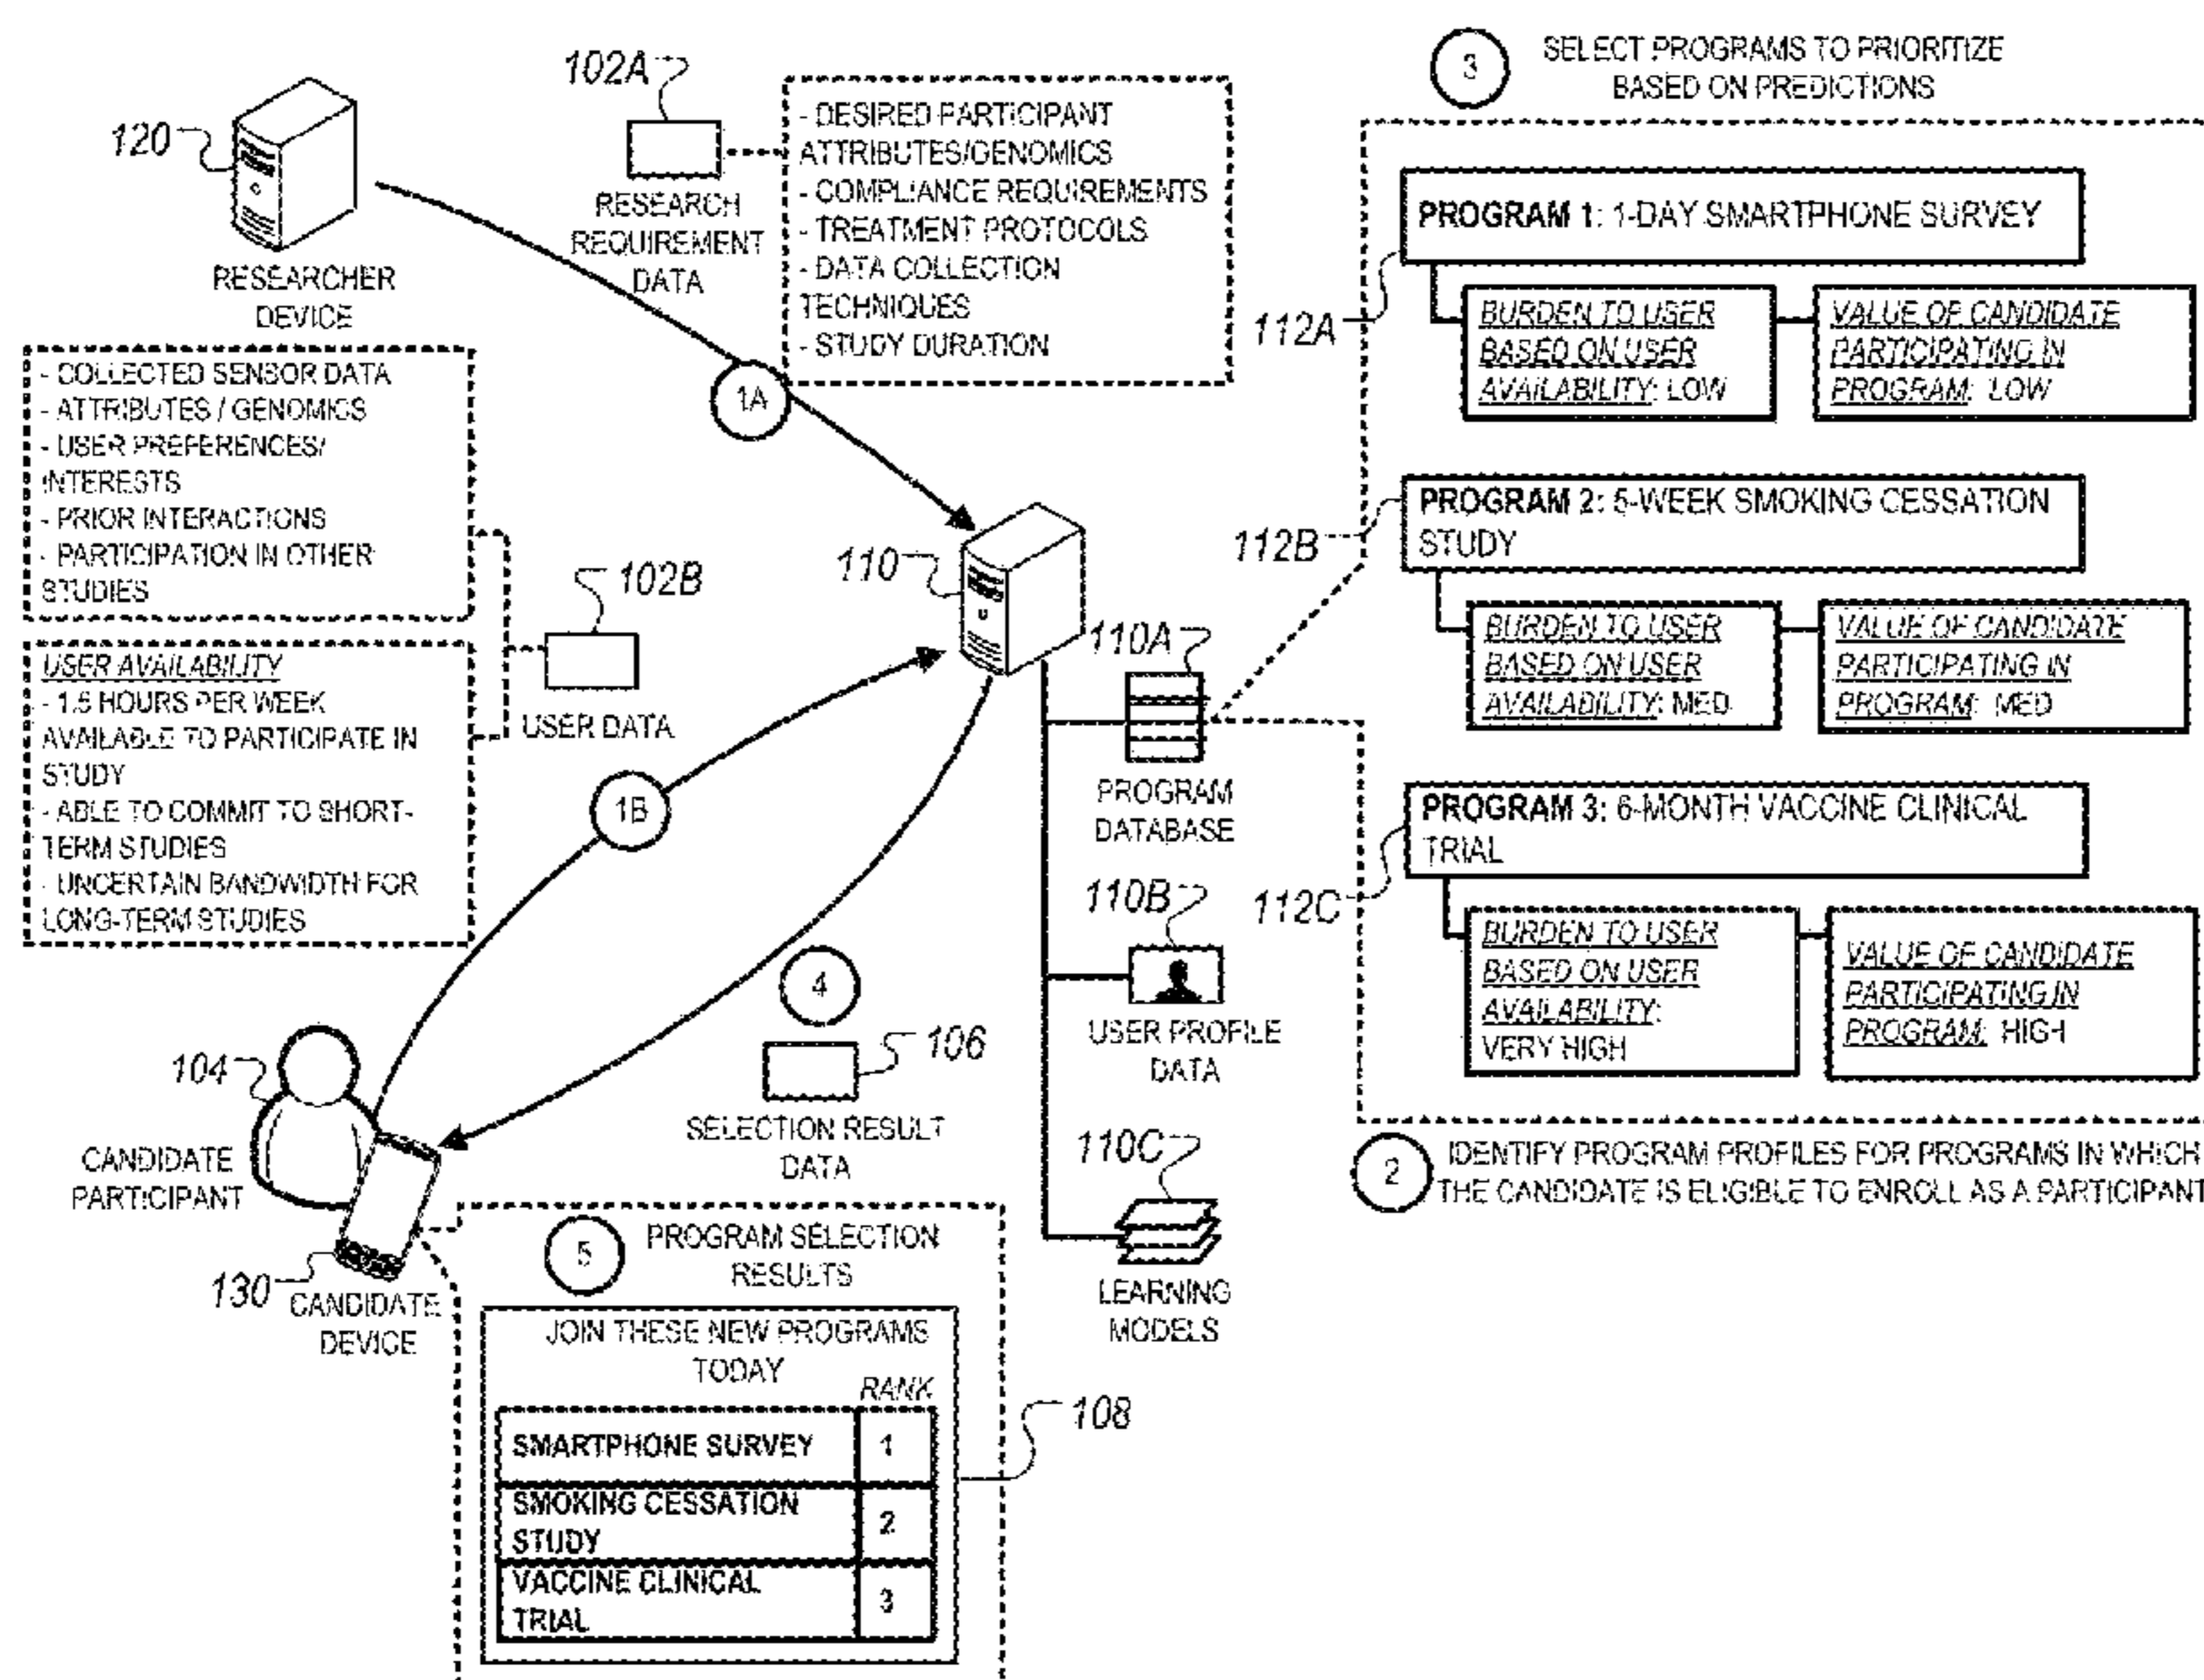 120
RESEARCHER
DEVICE
102A
RESEARCH
REQUIREMENT
DATA
- DESIRED PARTICIPANT
ATTRIBUTES/GENOMICS
- COMPLIANCE REQUIREMENTS
- TREATMENT PROTOCOLS
- DATA COLLECTION
TECHNIQUES
- STUDY DURATION
1A
- COLLECTED SENSOR DATA
- ATTRIBUTES / GENOMICS
- USER PREFERENCES/
INTERESTS
- PRIOR INTERACTIONS
- PARTICIPATION IN OTHER
STUDIES
USER AVAILABILITY
- 1.5 HOURS PER WEEK
AVAILABLE TO PARTICIPATE IN
STUDY
- ABLE TO COMMIT TO SHORT-
TERM STUDIES
- UNCERTAIN BANDWIDTH FOR
LONG-TERM STUDIES
102B
USER DATA
1B
110
110A
PROGRAM
DATABASE
110B
USER PROFILE
DATA
110C
LEARNING
MODELS
3
SELECT PROGRAMS TO PRIORITIZE
BASED ON PREDICTIONS
112A
PROGRAM 1: 1-DAY SMARTPHONE SURVEY
BURDEN TO USER
BASED ON USER
AVAILABILITY: LOW
VALUE OF CANDIDATE
PARTICIPATING IN
PROGRAM: LOW
112B
PROGRAM 2: 5-WEEK SMOKING CESSATION
STUDY
BURDEN TO USER
BASED ON USER
AVAILABILITY: MED
VALUE OF CANDIDATE
PARTICIPATING IN
PROGRAM: MED
112C
PROGRAM 3: 6-MONTH VACCINE CLINICAL
TRIAL
BURDEN TO USER
BASED ON USER
AVAILABILITY:
VERY HIGH
VALUE OF CANDIDATE
PARTICIPATING IN
PROGRAM: HIGH
2
IDENTIFY PROGRAM PROFILES FOR PROGRAMS IN WHICH
THE CANDIDATE IS ELIGIBLE TO ENROLL AS A PARTICIPANT
4
106
SELECTION RESULT
DATA
104
CANDIDATE
PARTICIPANT
130
CANDIDATE
DEVICE
5
PROGRAM SELECTION
RESULTS
JOIN THESE NEW PROGRAMS
TODAY
RANK
SMARTPHONE SURVEY 1
SMOKING CESSATION
STUDY 2
VACCINE CLINICAL
TRIAL 3
108